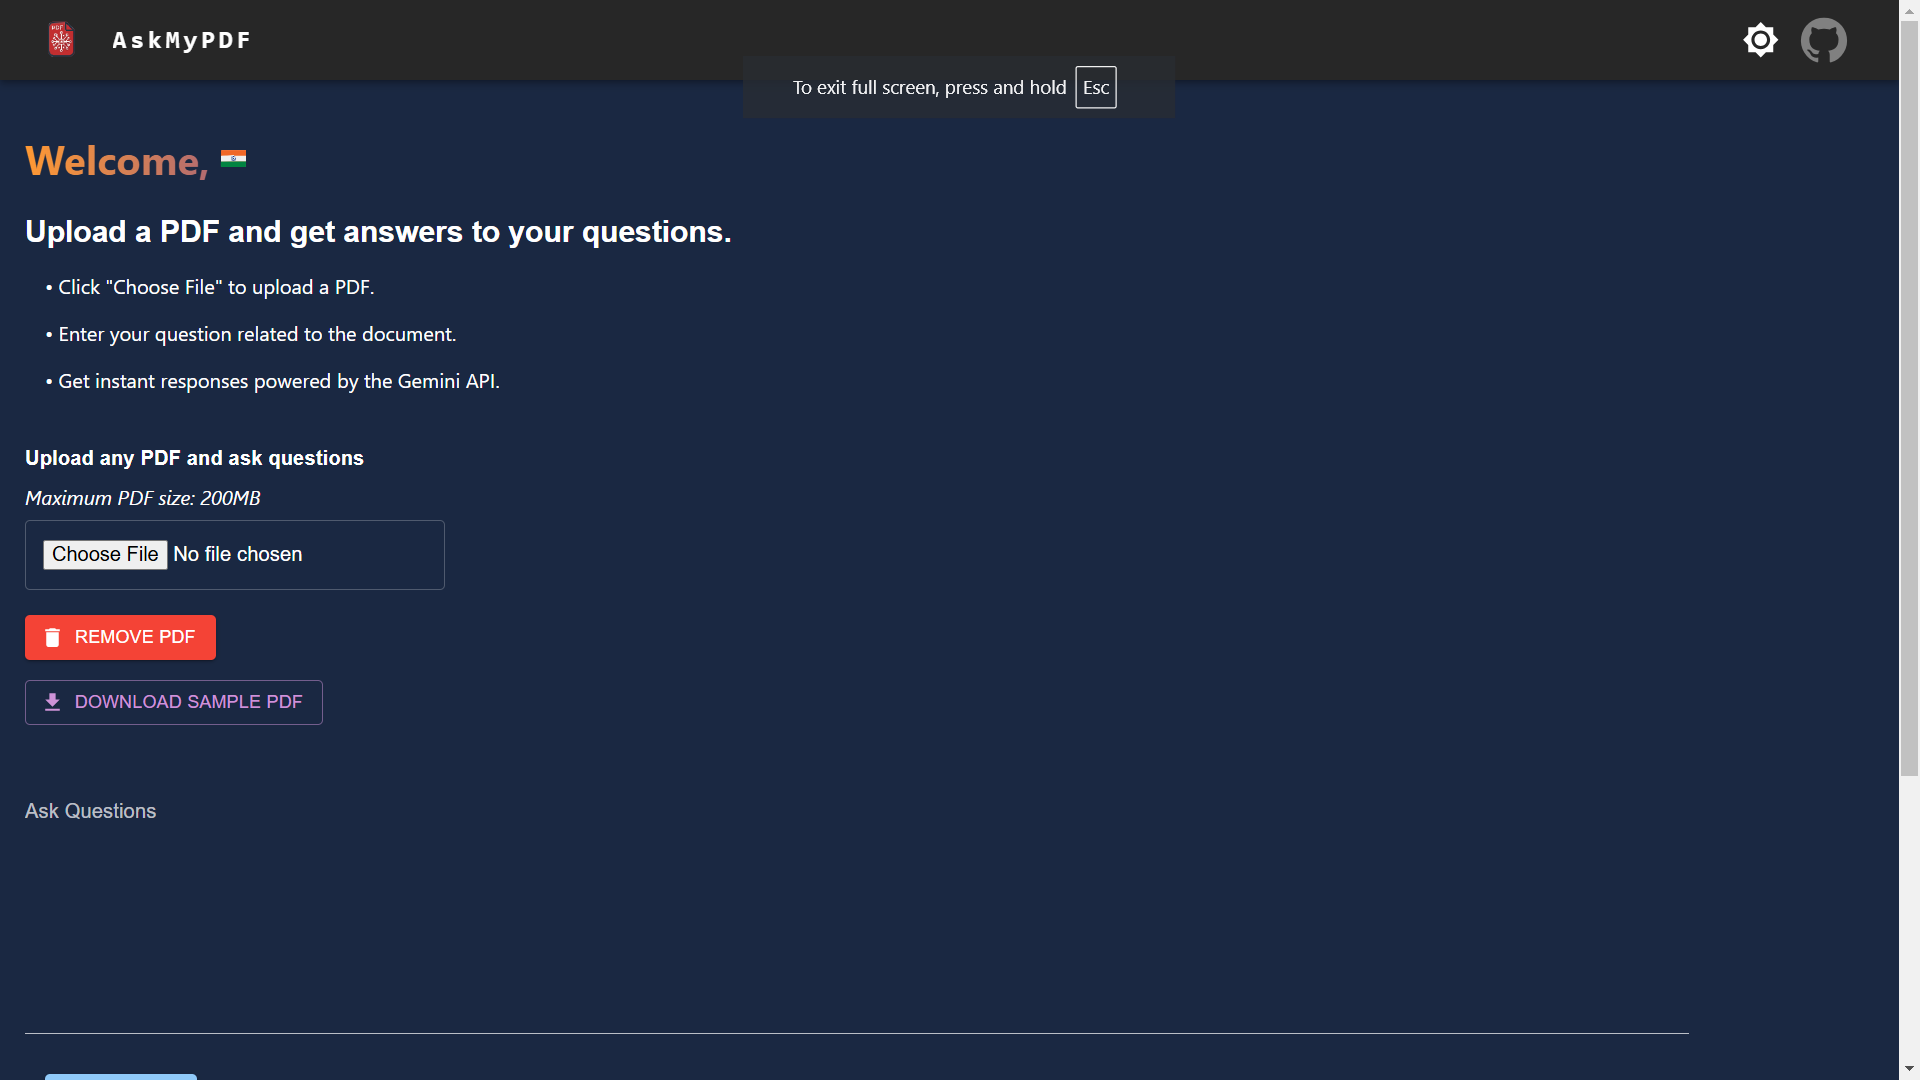 AskMyPDF
To exit full screen, press and hold Esc
Welcome,
Upload a PDF and get answers to your questions.
• Click "Choose File" to upload a PDF.
• Enter your question related to the document.
• Get instant responses powered by the Gemini API.
Upload any PDF and ask questions
Maximum PDF size: 200MB
Choose File No file chosen
REMOVE PDF
DOWNLOAD SAMPLE PDF
Ask Questions